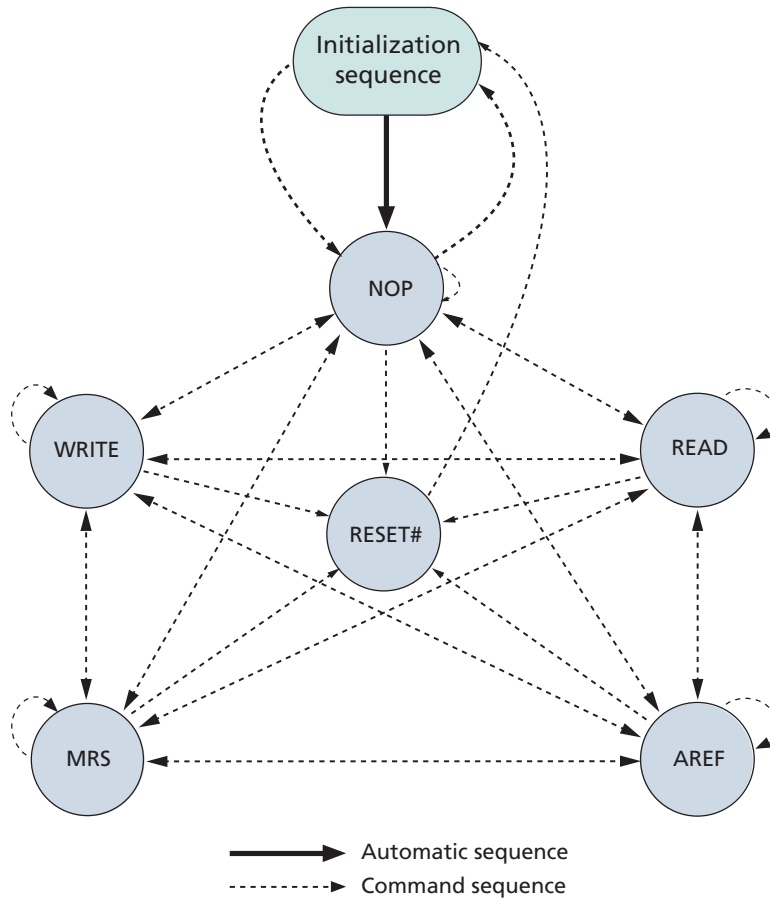 Initialization
sequence
NOP
WRITE
READ
RESET#
MRS
AREF
Automatic sequence
Command sequence